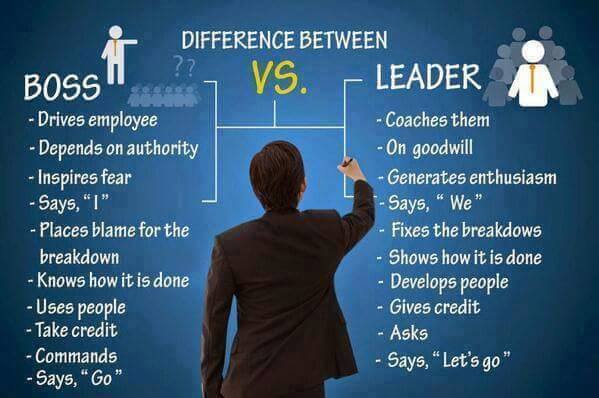 DIFFERENCE BETWEEN
VS.
??
BOSS
- Drives employee
- Depends on authority
- Inspires fear
- Says, "I"
- Places blame for the
breakdown
- Knows how it is done
- Uses people
- Take credit
- Commands
- Says, "Go"
LEADER
- Coaches them
- On goodwill
- Generates enthusiasm
- Says, " We"
- Fixes the breakdows
- Shows how it is done
- Develops people
- Gives credit
- Asks
- Says, "Let's go"